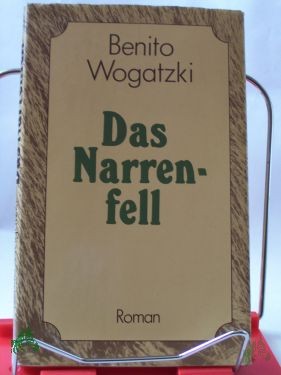 Benito
Wogatzki
Das
Narren-
fell
Roman